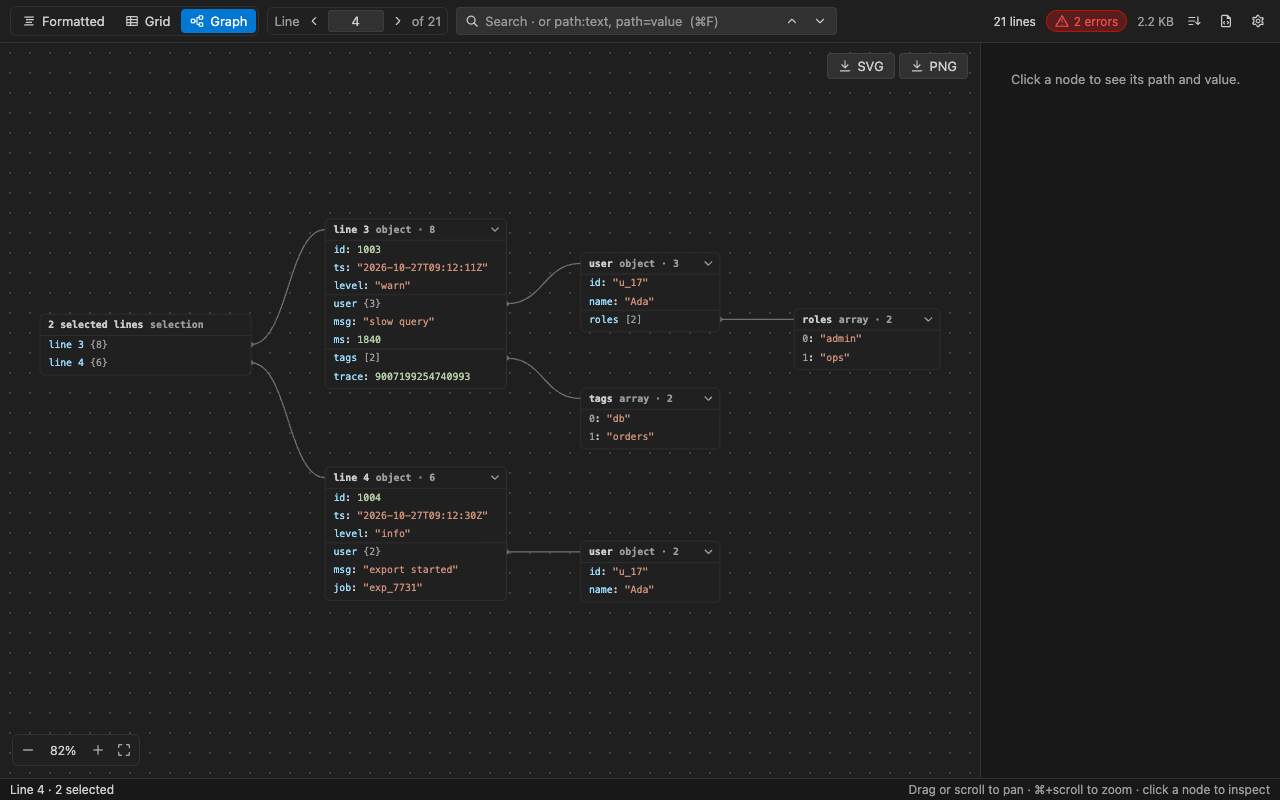 Formatted Grid Graph Line 4 of 21 Search · or path:text, path=value (⌘F) 21 lines 2 errors 2.2 KB
SVG PNG
Click a node to see its path and value.
2 selected lines selection
line 3 {8}
line 4 {6}
line 3 object · 8
id: 1003
ts: "2026-10-27T09:12:11Z"
level: "warn"
user {3}
msg: "slow query"
ms: 1840
tags [2]
trace: 9007199254740993
user object · 3
id: "u_17"
name: "Ada"
roles [2]
roles array · 2
0: "admin"
1: "ops"
tags array · 2
0: "db"
1: "orders"
line 4 object · 6
id: 1004
ts: "2026-10-27T09:12:30Z"
level: "info"
user {2}
msg: "export started"
job: "exp_7731"
user object · 2
id: "u_17"
name: "Ada"
82%
Line 4 · 2 selected
Drag or scroll to pan · ⌘+scroll to zoom · click a node to inspect